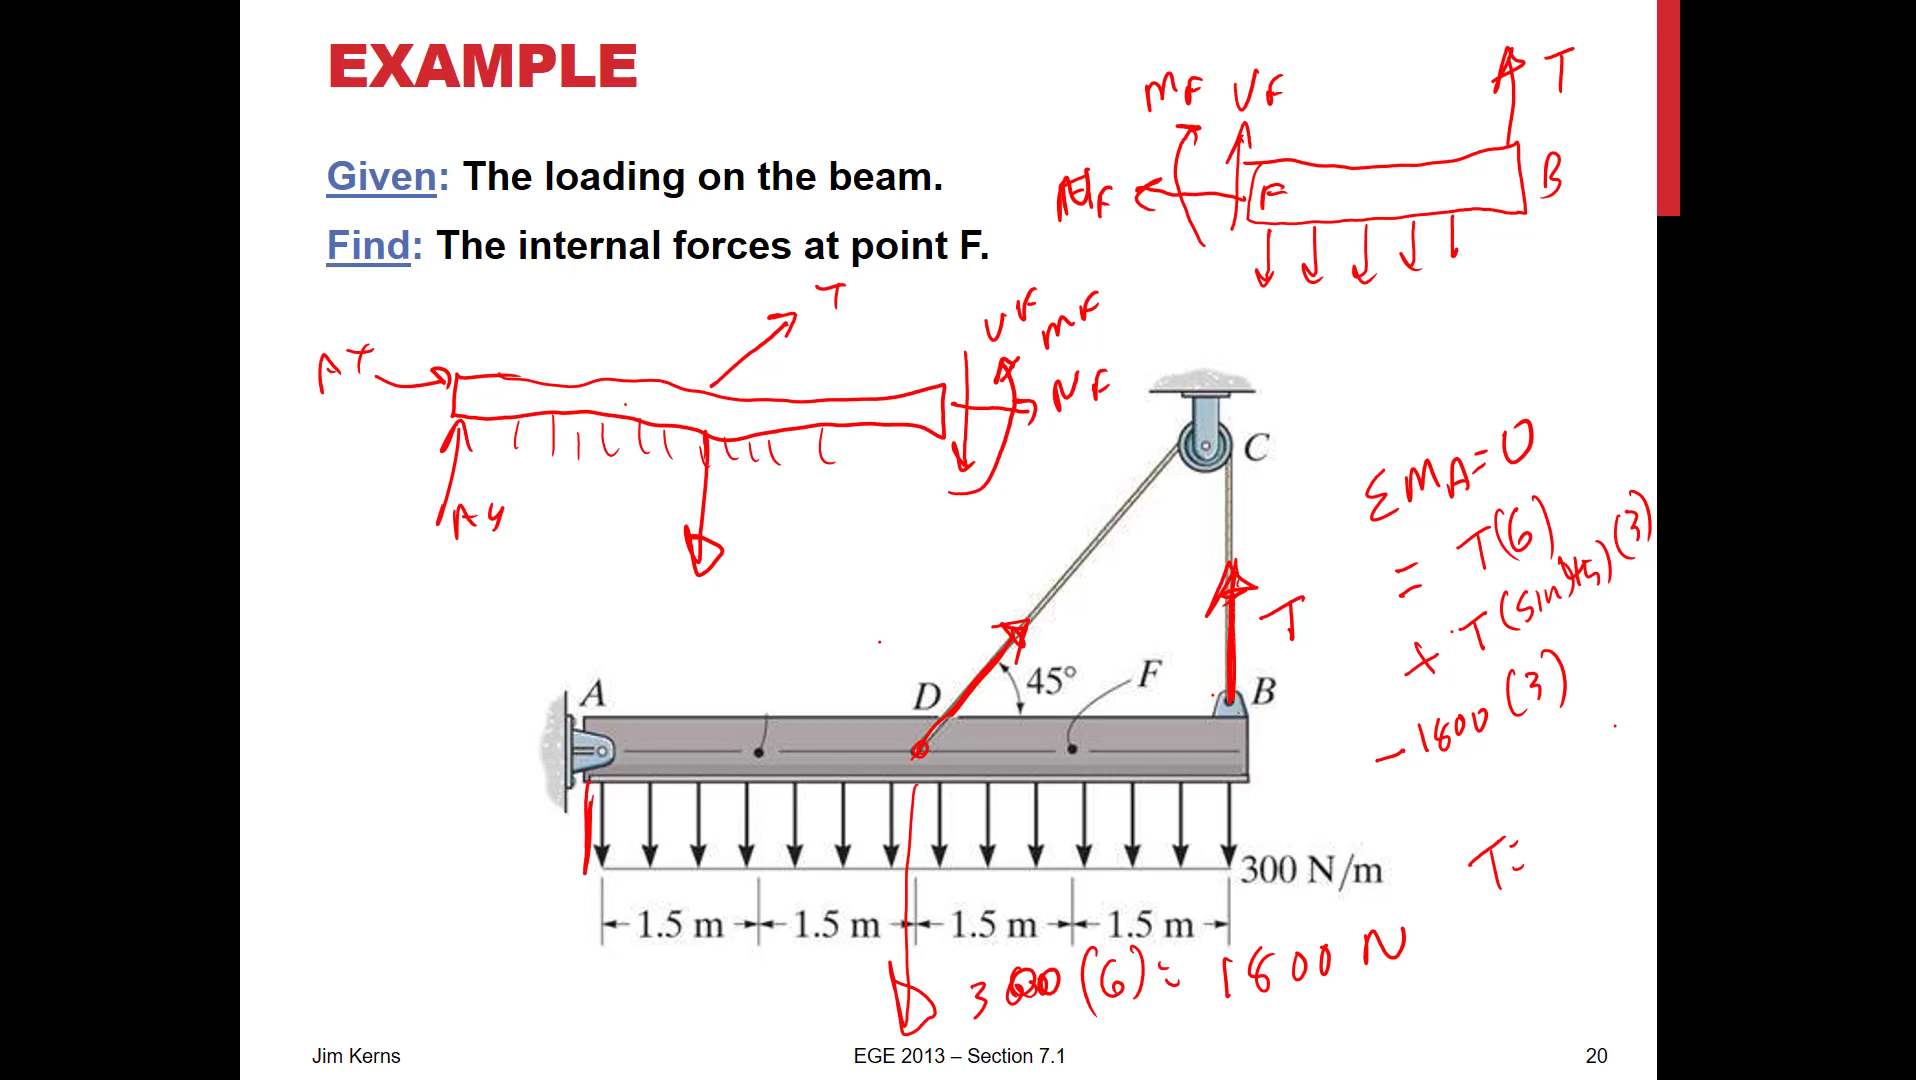 EXAMPLE
Given: The loading on the beam.
Find: The internal forces at point F.
MF VF T
F B
T
VF MF
NF
Ay
C
ΣMA=0
= T(6)
+ T(sin45)(3)
- 1800(3)
T=
T
A
D
45°
F
B
300 N/m
1.5 m 1.5 m 1.5 m 1.5 m
300(6)= 1800 N
Jim Kerns
EGE 2013 – Section 7.1
20